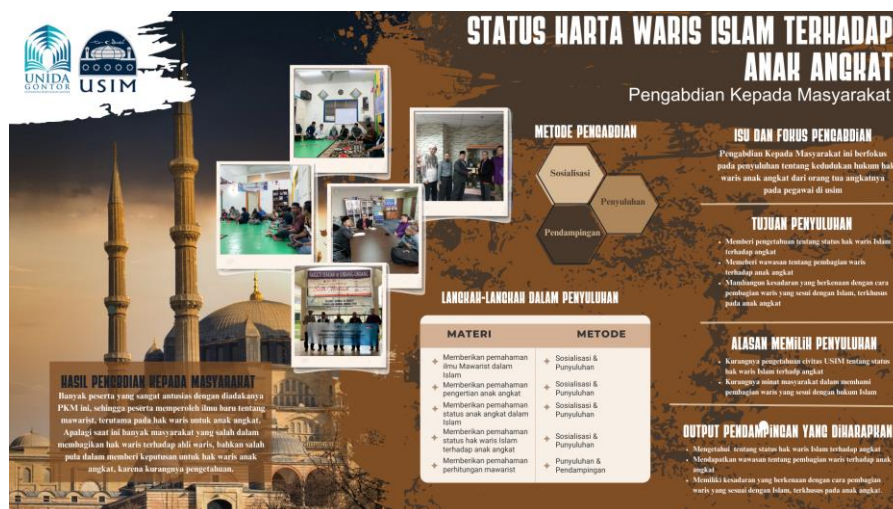 UNIDA
GONTOR
USIM
STATUS HARTA WARIS ISLAM TERHADAP
ANAK ANGKAT
Pengabdian Kepada Masyarakat
METODE PENGABDIAN
Sosialisasi
Penyuluhan
Pendampingan
LANGKAH-LANGKAH DALAM PENYULUHAN
MATERI METODE
Memberikan pemahaman
ilmu Mawarist dalam
Islam
Sosialisasi &
Punyuluhan
Memberikan pemahaman
pengertian anak angkat
Sosialisasi &
Punyuluhan
Memberikan pemahaman
status anak angkat dalam
Islam
Sosialisasi &
Punyuluhan
Memberikan pemahaman
status hak waris Islam
terhadap anak angkat
Sosialisasi &
Punyuluhan
Memberikan pemahaman
perhitungan mawarist
Punyuluhan &
Pendampingan
HASIL PENGBDIAN KEPADA MASYARAKAT
Banyak peserta yang sangat antusias dengan diadakanya
PKM ini, sehingga peserta memperoleh ilmu baru tentang
mawarist, terutama pada hak waris untuk anak angkat.
Apalagi saat ini banyak masyarakat yang salah dalam
membagikan hak waris terhadap ahli waris, bahkan salah
pula dalam memberi keputusan untuk hak waris anak
angkat, karena kurangnya pengetahuan.
ISU DAN FOKUS PENGABDIAN
Pengabdian Kepada Masyarakat ini berfokus
pada penyuluhan tentang kedudukan hukum hak
waris anak angkat dari orang tua angkatnya
pada pegawai di usim
TUJUAN PENYULUHAN
Memberi pengetahuan tentang status hak waris Islam
terhadap anak angkat
Memeberi wawasan tentang pembagian waris
terhadap anak angkat
Mambangun kesadaran yang berkenaan dengan cara
pembagian waris yang sesui dengan Islam, terkhusus
pada anak angkat
ALASAN MEMILIH PENYULUHAN
Kurangnya pengetahuan civitas USIM tentang status
hak waris Islam terhadp angkat
Kurangnya minat masyarakat dalam memhami
pembagian waris yang sesui dengan hukum Islam
OUTPUT PENDAMPINGAN YANG DIHARAPKAN
Mengetahui tentang status hak waris Islam terhadap angkat
Mendapatkan wawasan tentang pembagian waris terhadap anak
angkat
Memiliki kesadaran yang berkenaan dengan cara pembagian
waris yang sesuai dengan Islam, terkhusus pada anak angkat